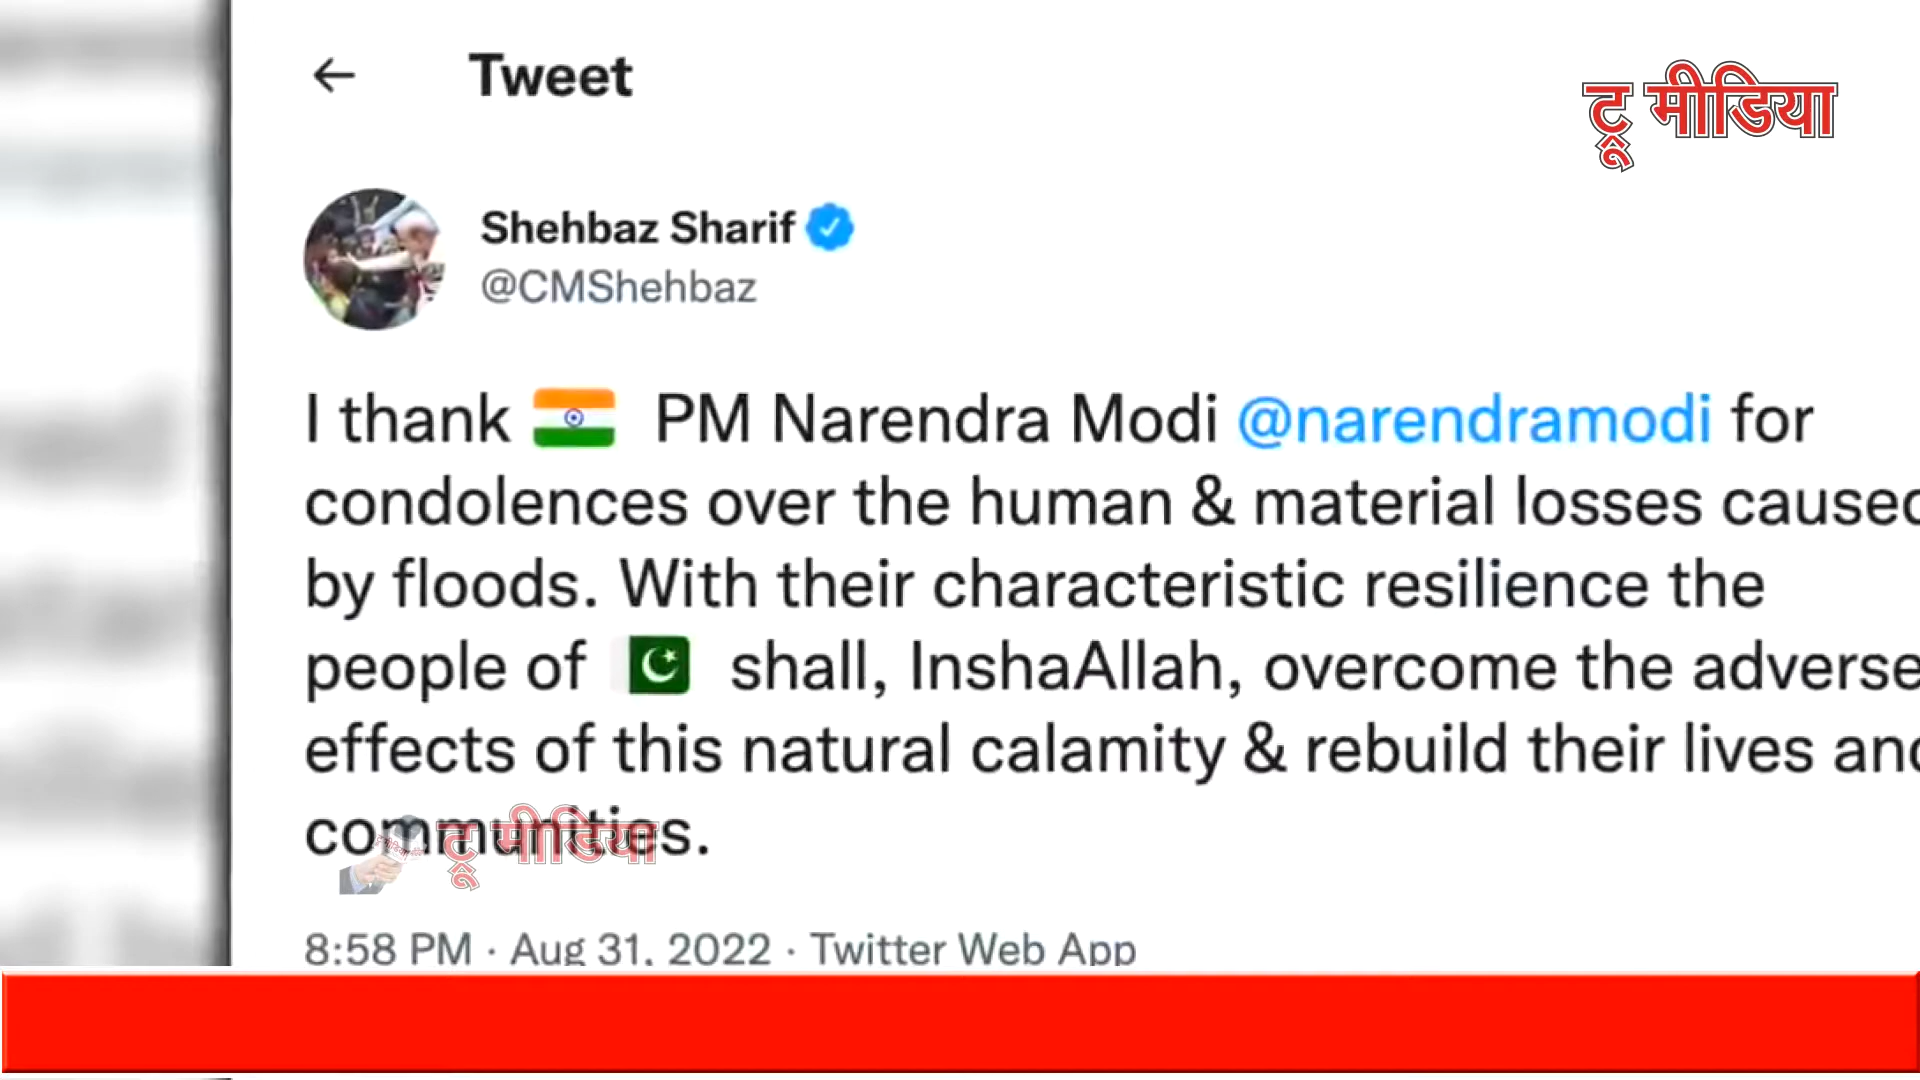 ← Tweet
ट्रू मीडिया
Shehbaz Sharif
@CMShehbaz
I thank 🇮🇳 PM Narendra Modi @narendramodi for
condolences over the human & material losses caused
by floods. With their characteristic resilience the
people of 🇵🇰 shall, InshaAllah, overcome the adverse
effects of this natural calamity & rebuild their lives and
communities.
ट्रू मीडिया
8:58 PM · Aug 31, 2022 · Twitter Web App